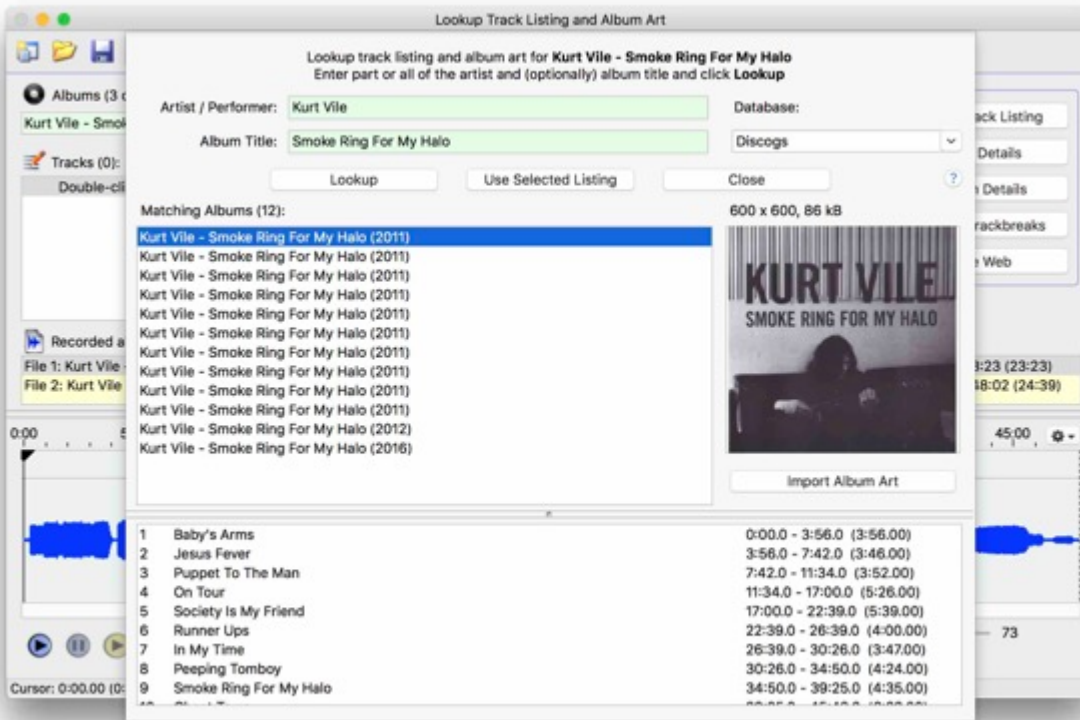 Lookup Track Listing and Album Art
Lookup track listing and album art for Kurt Vile - Smoke Ring For My Halo
Enter part or all of the artist and (optionally) album title and click Lookup
Albums (3
Artist / Performer: Kurt Vile Database:
ack Listing
Kurt Vile - Smok
Album Title: Smoke Ring For My Halo Discogs
Details
Tracks (0):
Lookup Use Selected Listing Close ?
Double-cli
n Details
Matching Albums (12): 600 x 600, 86 kB
rackbreaks
Kurt Vile - Smoke Ring For My Halo (2011)
Kurt Vile - Smoke Ring For My Halo (2011)
Web
Kurt Vile - Smoke Ring For My Halo (2011)
Kurt Vile - Smoke Ring For My Halo (2011)
Kurt Vile - Smoke Ring For My Halo (2011)
Kurt Vile - Smoke Ring For My Halo (2011)
Kurt Vile - Smoke Ring For My Halo (2011)
Kurt Vile - Smoke Ring For My Halo (2011)
Kurt Vile - Smoke Ring For My Halo (2011)
Kurt Vile - Smoke Ring For My Halo (2011)
Kurt Vile - Smoke Ring For My Halo (2012)
Kurt Vile - Smoke Ring For My Halo (2016)
KURT VILE
SMOKE RING FOR MY HALO
Recorded a
File 1: Kurt Vile 3:23 (23:23)
File 2: Kurt Vile 48:02 (24:39)
0:00 45:00
Import Album Art
1 Baby's Arms 0:00.0 - 3:56.0 (3:56.00)
2 Jesus Fever 3:56.0 - 7:42.0 (3:46.00)
3 Puppet To The Man 7:42.0 - 11:34.0 (3:52.00)
4 On Tour 11:34.0 - 17:00.0 (5:26.00)
5 Society Is My Friend 17:00.0 - 22:39.0 (5:39.00)
6 Runner Ups 22:39.0 - 26:39.0 (4:00.00)
7 In My Time 26:39.0 - 30:26.0 (3:47.00)
8 Peeping Tomboy 30:26.0 - 34:50.0 (4:24.00)
9 Smoke Ring For My Halo 34:50.0 - 39:25.0 (4:35.00)
73
Cursor: 0:00.00 (0: